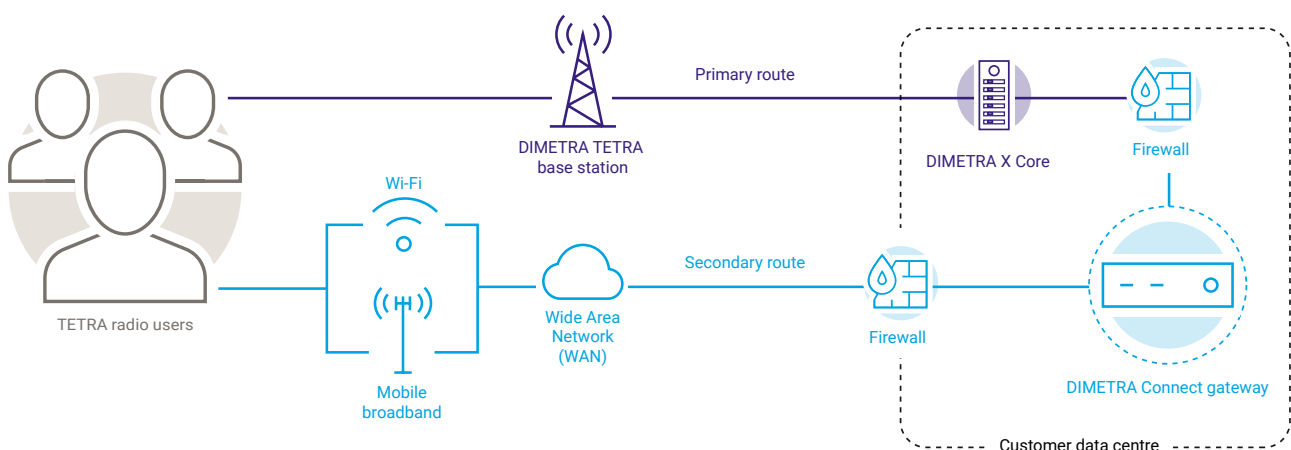 Primary route
DIMETRA TETRA
base station
DIMETRA X Core
Firewall
Wi-Fi
Secondary route
TETRA radio users
Wide Area
Network
(WAN)
Firewall
Mobile
broadband
DIMETRA Connect gateway
Customer data centre